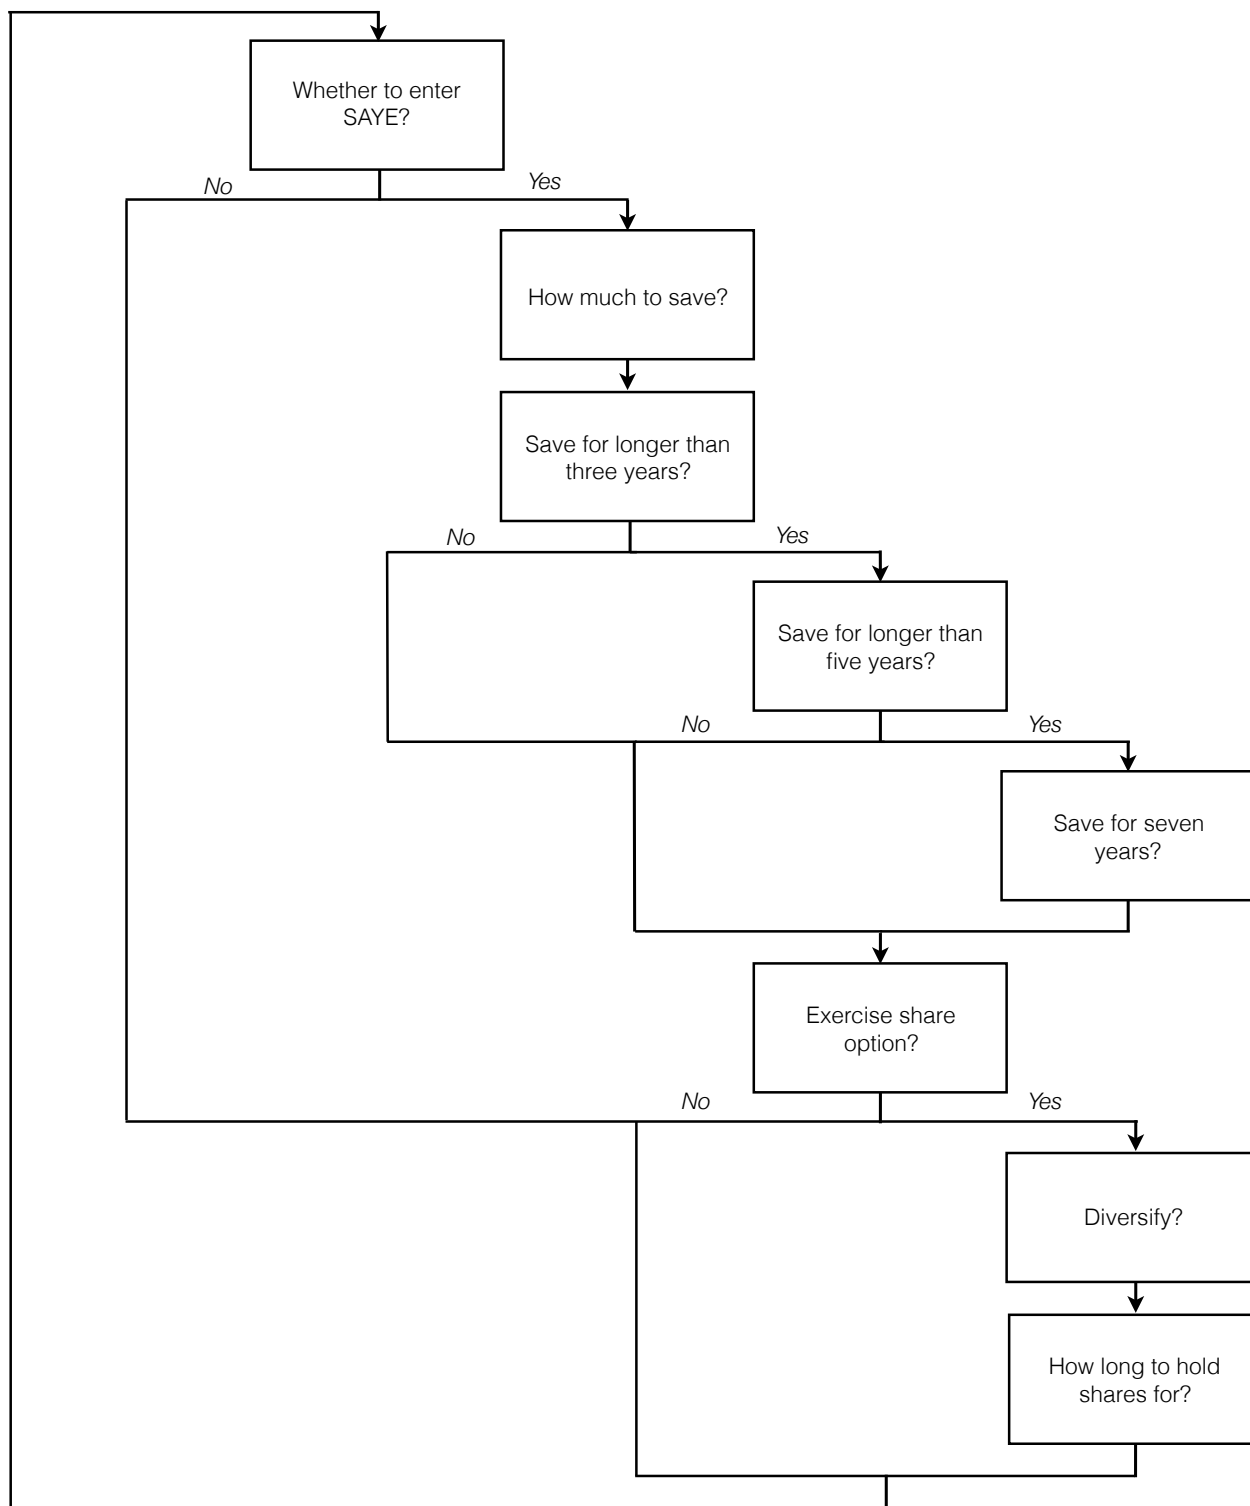 Whether to enter
SAYE?
No
Yes
How much to save?
Save for longer than
three years?
No
Yes
Save for longer than
five years?
No
Yes
Save for seven
years?
Exercise share
option?
No
Yes
Diversify?
How long to hold
shares for?